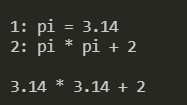 1: pi = 3.14
2: pi * pi + 2
3.14 * 3.14 + 2